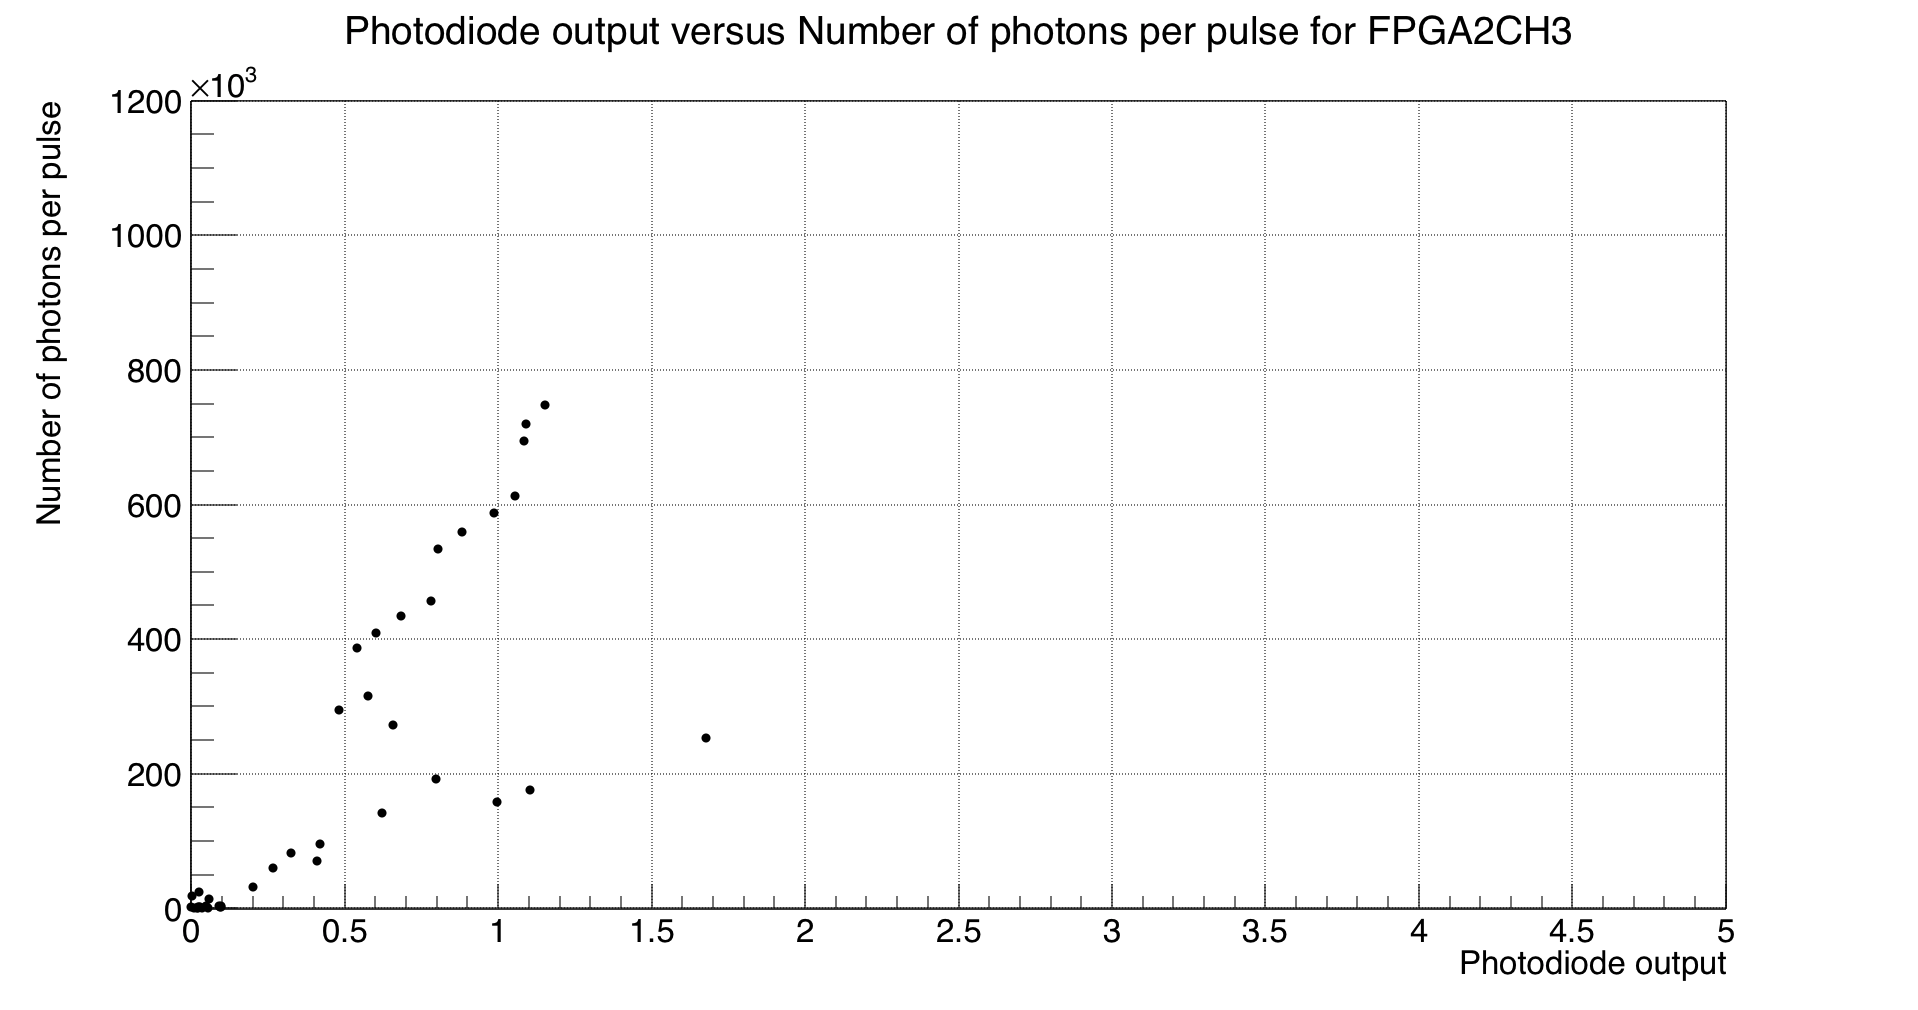 Photodiode output versus Number of photons per pulse for FPGA2CH3
×10³
Number of photons per pulse
1200
1000
800
600
400
200
0
0 0.5 1 1.5 2 2.5 3 3.5 4 4.5 5
Photodiode output